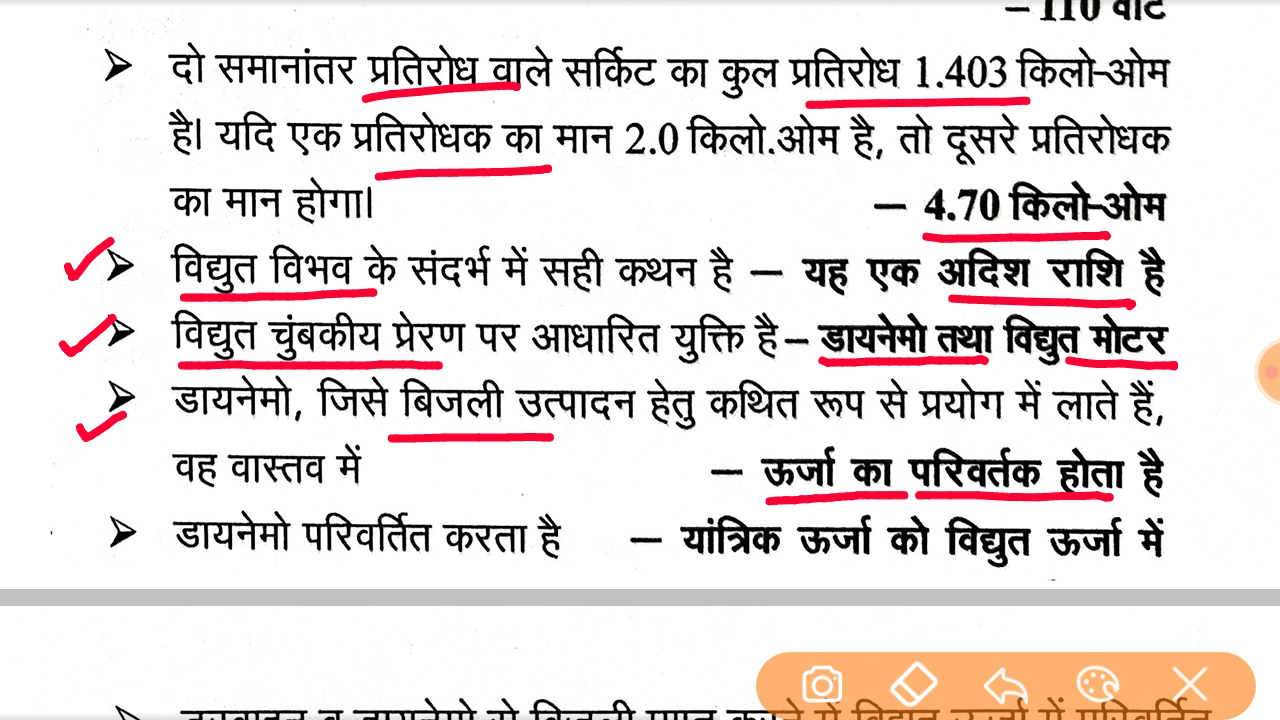 – 110 वाट
➢ दो समानांतर प्रतिरोध वाले सर्किट का कुल प्रतिरोध 1.403 किलो-ओम
है। यदि एक प्रतिरोधक का मान 2.0 किलो.ओम है, तो दूसरे प्रतिरोधक
का मान होगा। – 4.70 किलो-ओम
➢ विद्युत विभव के संदर्भ में सही कथन है – यह एक अदिश राशि है
➢ विद्युत चुंबकीय प्रेरण पर आधारित युक्ति है– डायनेमो तथा विद्युत मोटर
➢ डायनेमो, जिसे बिजली उत्पादन हेतु कथित रूप से प्रयोग में लाते हैं,
वह वास्तव में – ऊर्जा का परिवर्तक होता है
➢ डायनेमो परिवर्तित करता है – यांत्रिक ऊर्जा को विद्युत ऊर्जा में